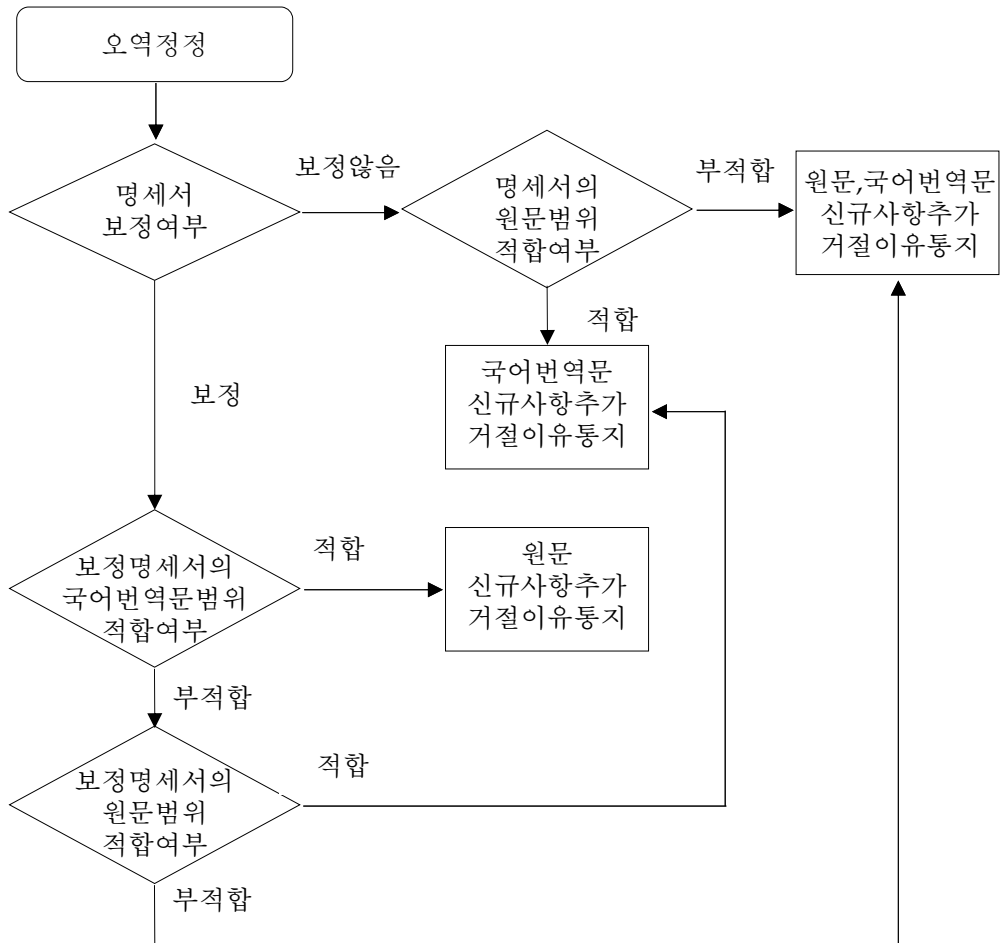 오역정정
명세서
보정여부
보정않음
명세서의
원문범위
적합여부
부적합
원문,국어번역문
신규사항추가
거절이유통지
적합
국어번역문
신규사항추가
거절이유통지
보정
보정명세서의
국어번역문범위
적합여부
적합
원문
신규사항추가
거절이유통지
부적합
보정명세서의
원문범위
적합여부
적합
부적합